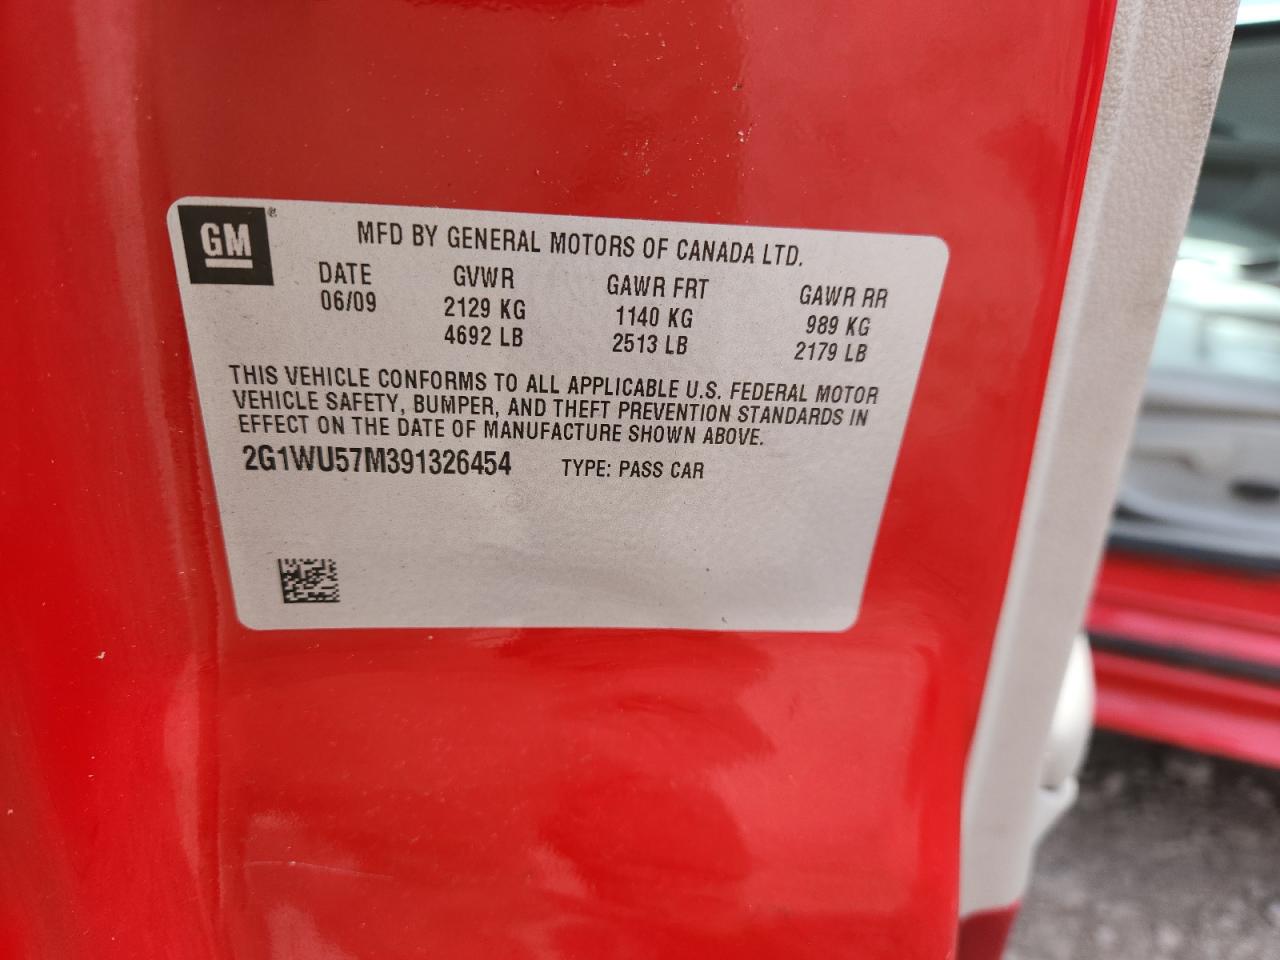 GM®
MFD BY GENERAL MOTORS OF CANADA LTD.
DATE GVWR GAWR FRT GAWR RR
06/09 2129 KG 1140 KG 989 KG
4692 LB 2513 LB 2179 LB
THIS VEHICLE CONFORMS TO ALL APPLICABLE U.S. FEDERAL MOTOR
VEHICLE SAFETY, BUMPER, AND THEFT PREVENTION STANDARDS IN
EFFECT ON THE DATE OF MANUFACTURE SHOWN ABOVE.
2G1WU57M391326454 TYPE: PASS CAR